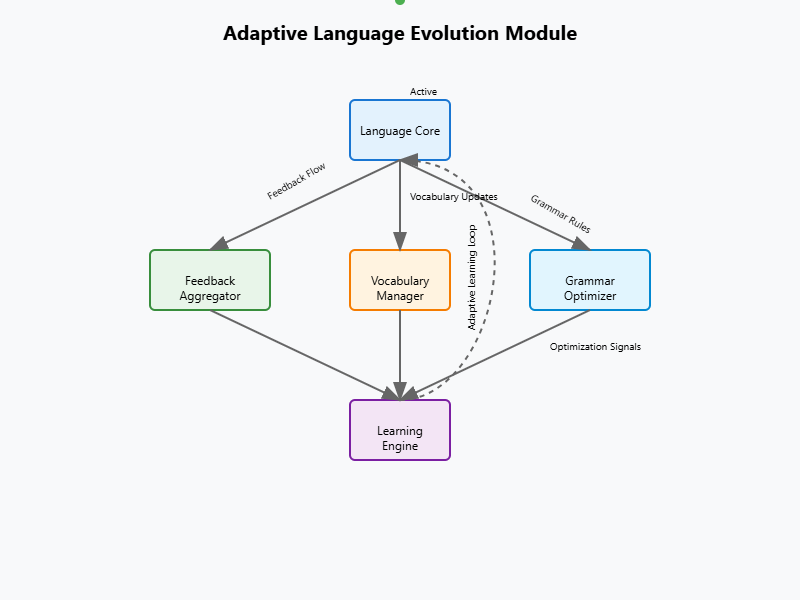 Adaptive Language Evolution Module
Active
Language Core
Feedback Flow
Vocabulary Updates
Grammar Rules
Adaptive Learning Loop
Feedback
Aggregator
Vocabulary
Manager
Grammar
Optimizer
Optimization Signals
Learning
Engine